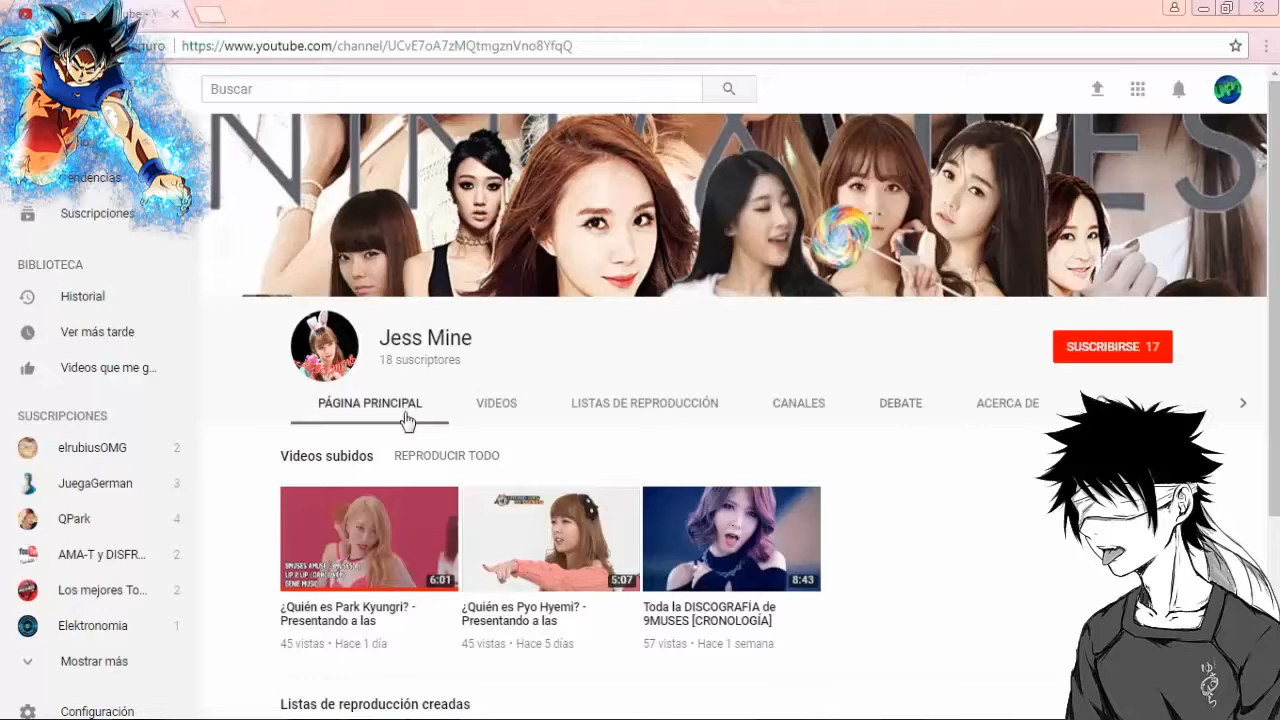 https://www.youtube.com/channel/UCvE7oA7zMQtmgznVno8YfqQ
Buscar
Suscripciones
BIBLIOTECA
Historial
Ver más tarde
Videos que me g...
SUSCRIPCIONES
elrubiusOMG 2
JuegaGerman 3
QPark 4
AMA-T y DISFR... 2
Los mejores To... 2
Elektronomia 1
Mostrar más
Configuración
Jess Mine
18 suscriptores
SUSCRIBIRSE 17
PÁGINA PRINCIPAL VIDEOS LISTAS DE REPRODUCCIÓN CANALES DEBATE ACERCA DE
Videos subidos REPRODUCIR TODO
6:01
5:07
8:43
¿Quién es Park Kyungri? -
Presentando a las
45 vistas • Hace 1 día
¿Quién es Pyo Hyemi? -
Presentando a las
45 vistas • Hace 5 días
Toda la DISCOGRAFÍA de
9MUSES [CRONOLOGÍA]
57 vistas • Hace 1 semana
Listas de reproducción creadas